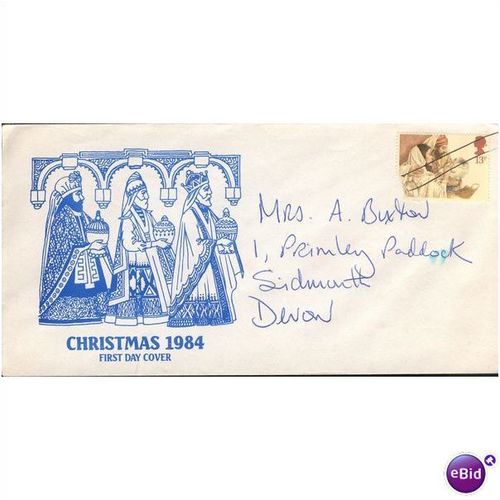 13P
Mrs. A. Buxton
1, Primley Paddock
Sidmouth
Devon
CHRISTMAS 1984
FIRST DAY COVER
eBid